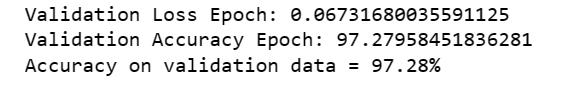 Validation Loss Epoch: 0.06731680035591125
Validation Accuracy Epoch: 97.27958451836281
Accuracy on validation data = 97.28%